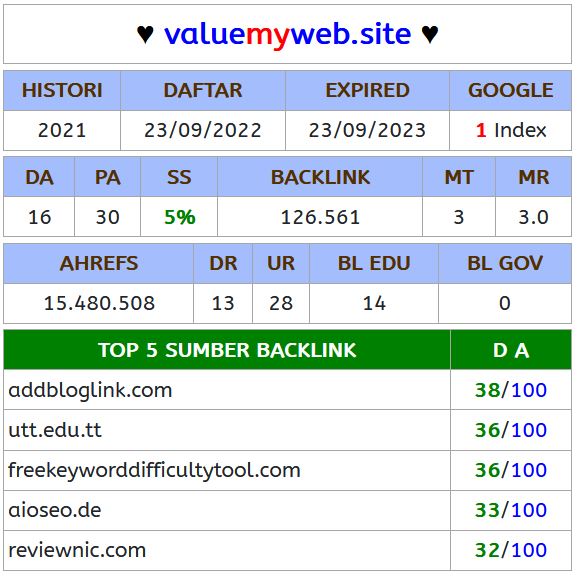 ♥ valuemyweb.site ♥
HISTORI DAFTAR EXPIRED GOOGLE
2021 23/09/2022 23/09/2023 1 Index
DA PA SS BACKLINK MT MR
16 30 5% 126.561 3 3.0
AHREFS DR UR BL EDU BL GOV
15.480.508 13 28 14 0
TOP 5 SUMBER BACKLINK D A
addbloglink.com 38/100
utt.edu.tt 36/100
freekeyworddifficultytool.com 36/100
aioseo.de 33/100
reviewnic.com 32/100